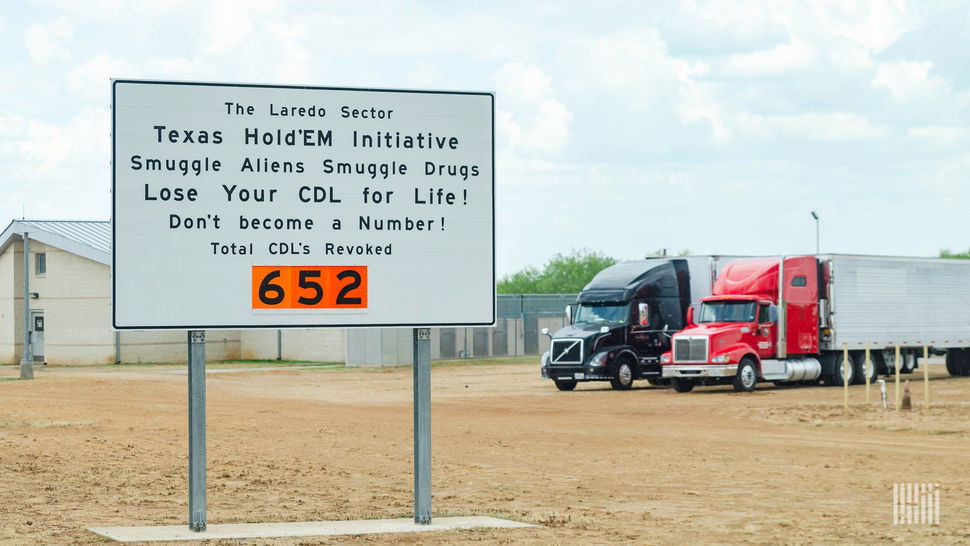 The Laredo Sector
Texas Hold'EM Initiative
Smuggle Aliens Smuggle Drugs
Lose Your CDL for Life!
Don't become a Number!
Total CDL's Revoked
652